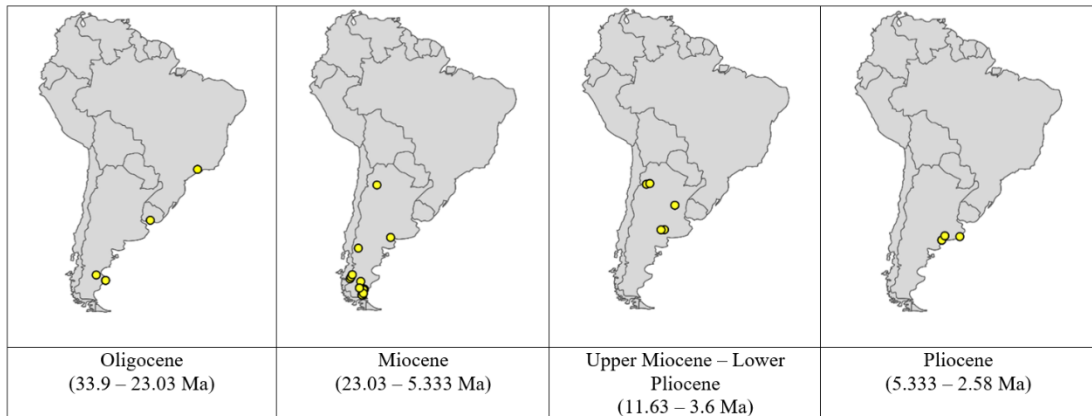 Oligocene
(33.9 – 23.03 Ma)
Miocene
(23.03 – 5.333 Ma)
Upper Miocene – Lower
Pliocene
(11.63 – 3.6 Ma)
Pliocene
(5.333 – 2.58 Ma)